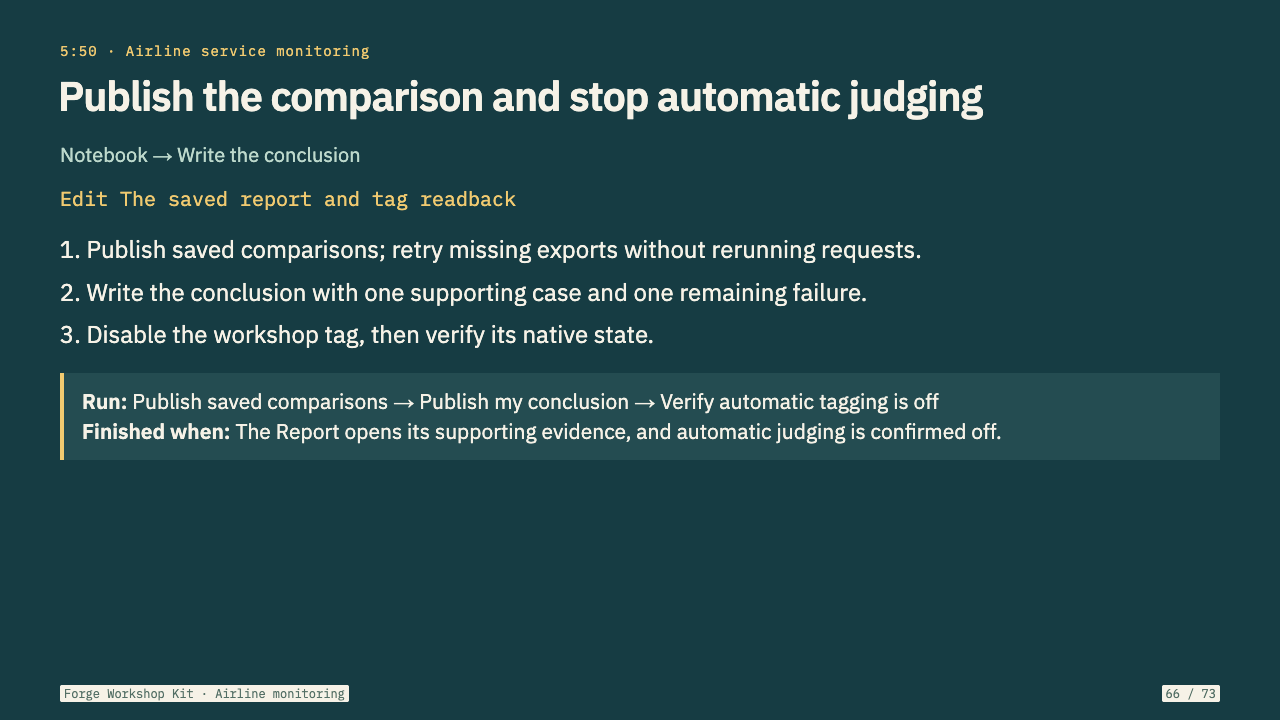 5:50 · Airline service monitoring
Publish the comparison and stop automatic judging
Notebook → Write the conclusion
Edit The saved report and tag readback
1. Publish saved comparisons; retry missing exports without rerunning requests.
2. Write the conclusion with one supporting case and one remaining failure.
3. Disable the workshop tag, then verify its native state.
Run: Publish saved comparisons → Publish my conclusion → Verify automatic tagging is off
Finished when: The Report opens its supporting evidence, and automatic judging is confirmed off.
Forge Workshop Kit · Airline monitoring
66 / 73